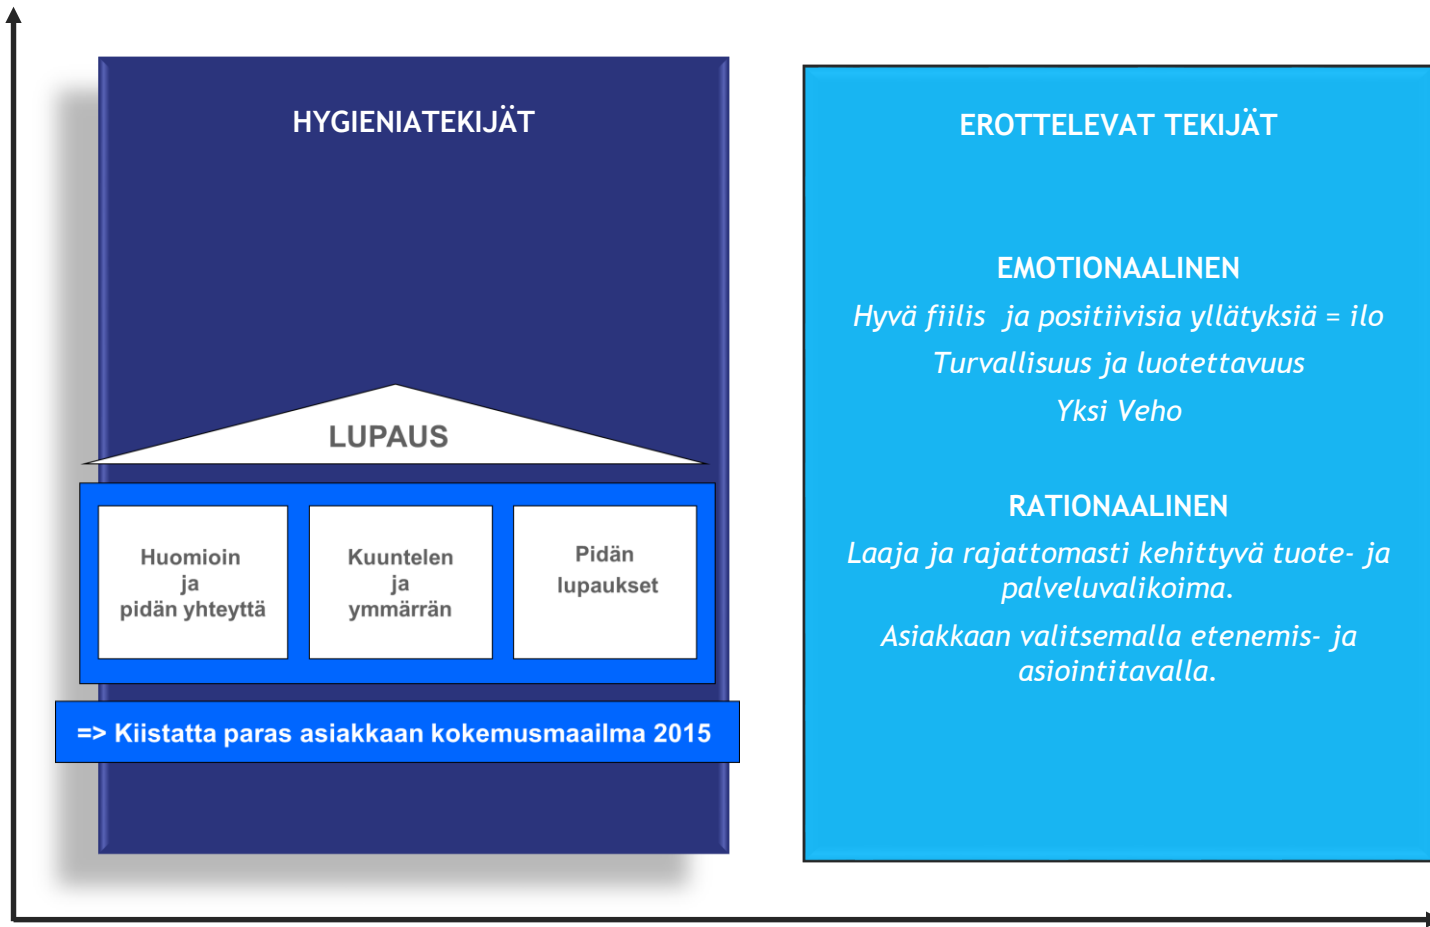 HYGIENIATEKIJÄT
LUPAUS
Huomioin
ja
pidän yhteyttä
Kuuntelen
ja
ymmärrän
Pidän
lupaukset
=> Kiistatta paras asiakkaan kokemusmaailma 2015
EROTTELEVAT TEKIJÄT
EMOTIONAALINEN
Hyvä fiilis ja positiivisia yllätyksiä = ilo
Turvallisuus ja luotettavuus
Yksi Veho
RATIONAALINEN
Laaja ja rajattomasti kehittyvä tuote- ja
palveluvalikoima.
Asiakkaan valitsemalla etenemis- ja
asiointitavalla.